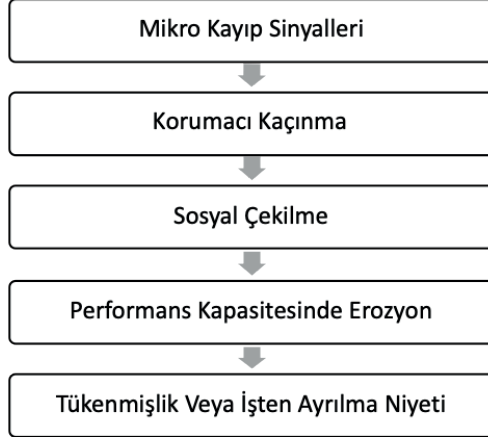 Mikro Kayıp Sinyalleri
Korumacı Kaçınma
Sosyal Çekilme
Performans Kapasitesinde Erozyon
Tükenmişlik Veya İşten Ayrılma Niyeti